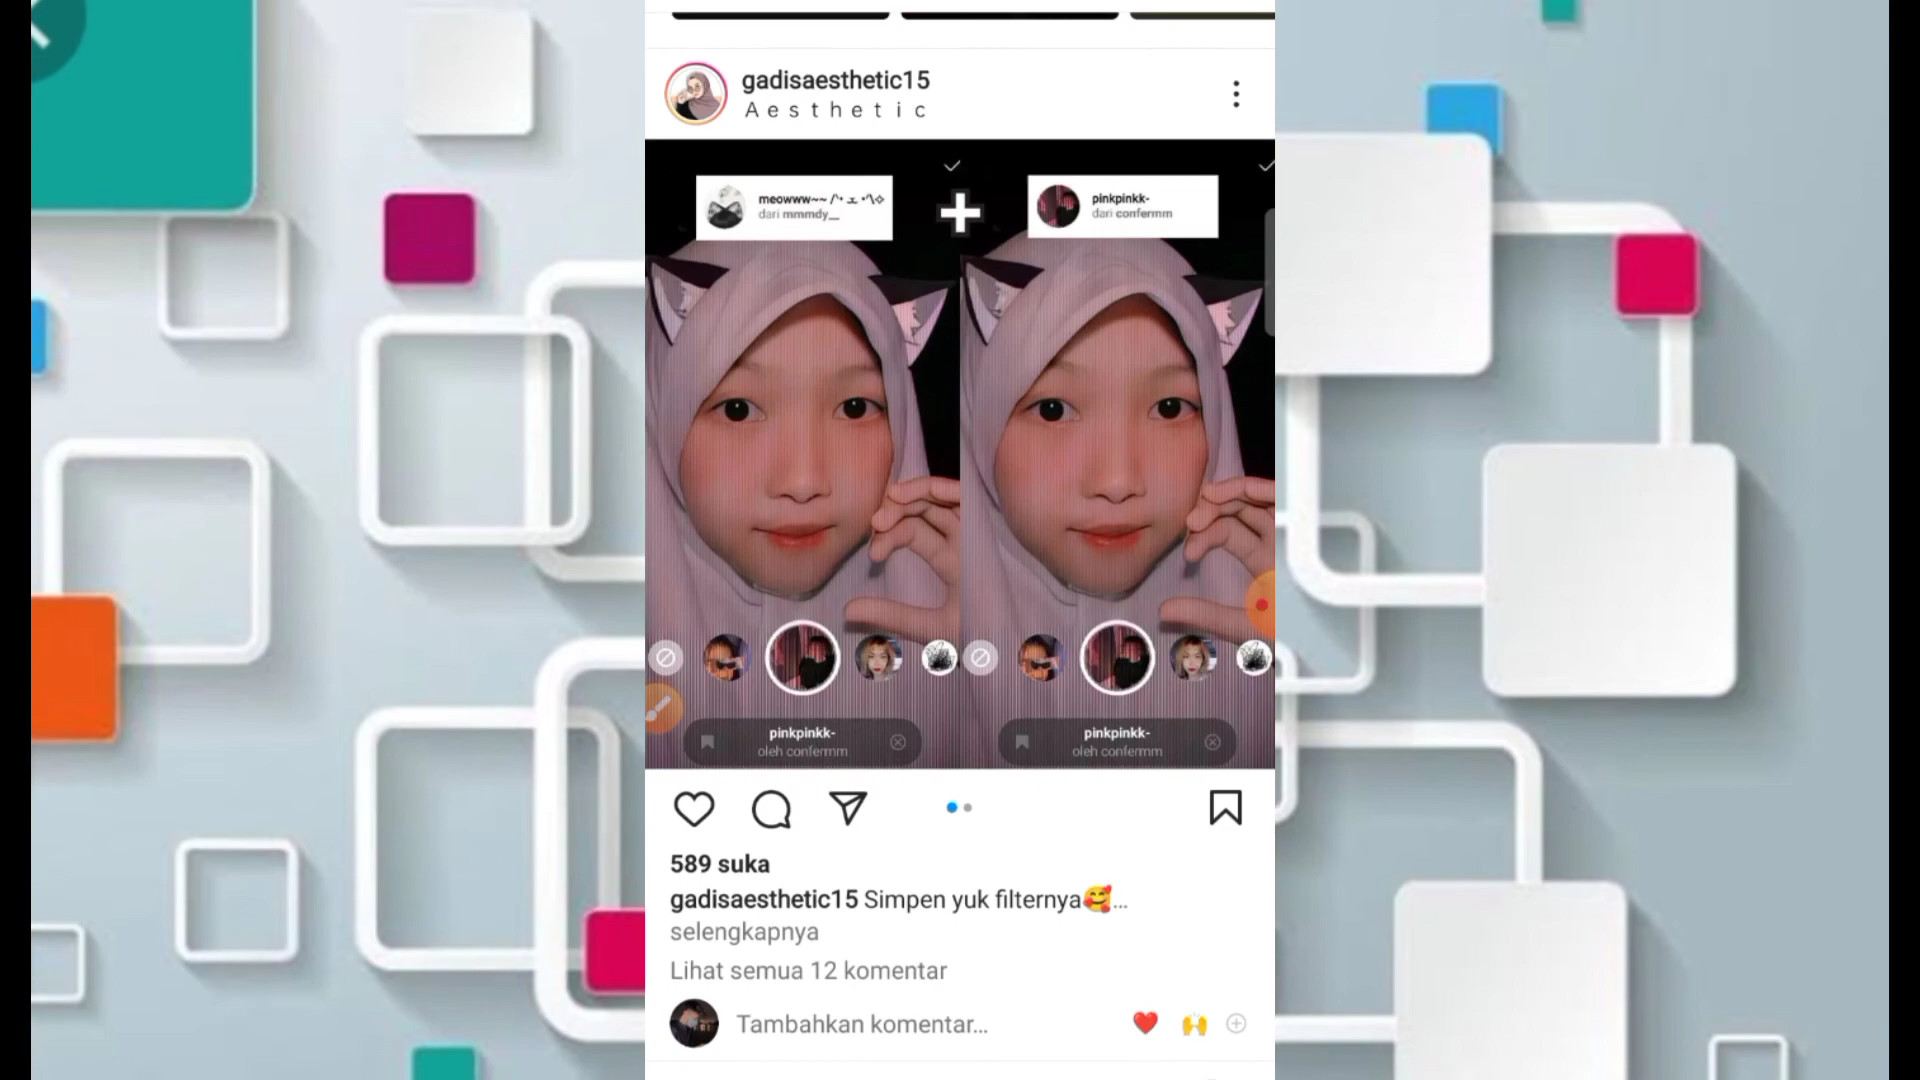 gadisaesthetic15
Aesthetic
meowww~~ /ᐠ• ᆺ •ᐟ\✧
dari mmmdy__
pinkpinkk-
dari confermm
pinkpinkk-
oleh confermm
pinkpinkk-
oleh confermm
589 suka
gadisaesthetic15 Simpen yuk filternya🥰...
selengkapnya
Lihat semua 12 komentar
Tambahkan komentar...